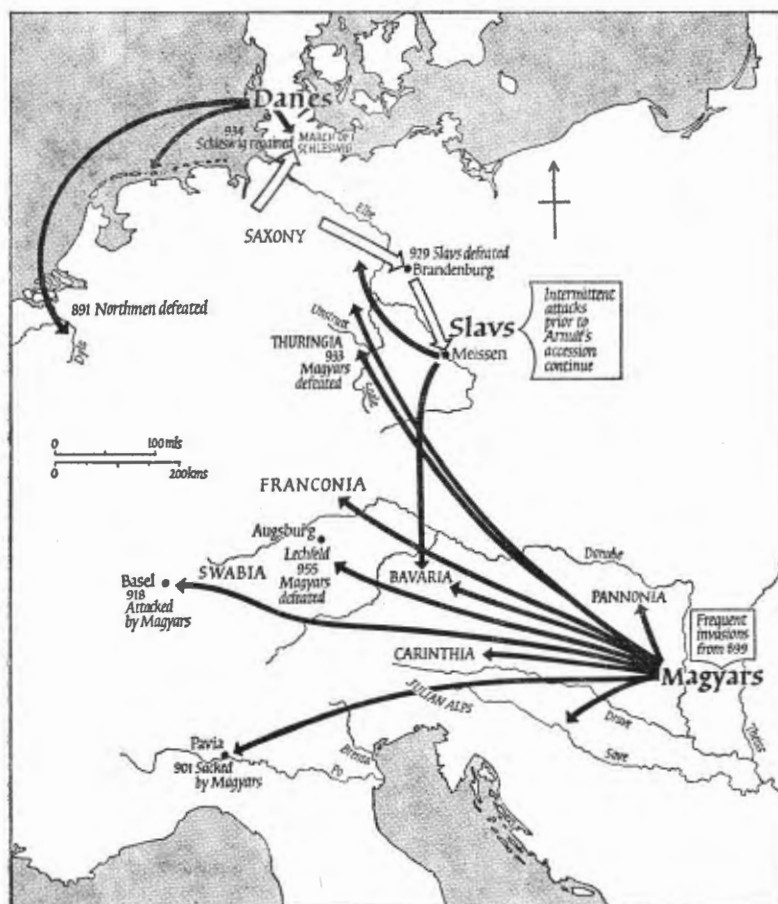 Danes
934
Schleswig regained
MARCH OF
SCHLESWIG
Elbe
SAXONY
929 Slavs defeated
Brandenburg
891 Northmen defeated
Dyle
Slavs
Intermittent
attacks
prior to
Arnulf's
accession
continue
Meissen
Unstrutt
THURINGIA
933
Magyars
defeated
Saale
0 100mls
0 200kms
FRANCONIA
Augsburg
Lechfeld
955
Magyars
defeated
SWABIA
Basel
918
Attacked
by Magyars
BAVARIA
Danube
PANNONIA
Frequent
invasions
from 899
CARINTHIA
Magyars
JULIAN ALPS
Drave
Save
Theiss
Pavia
901 Sacked
by Magyars
Brenta
Po